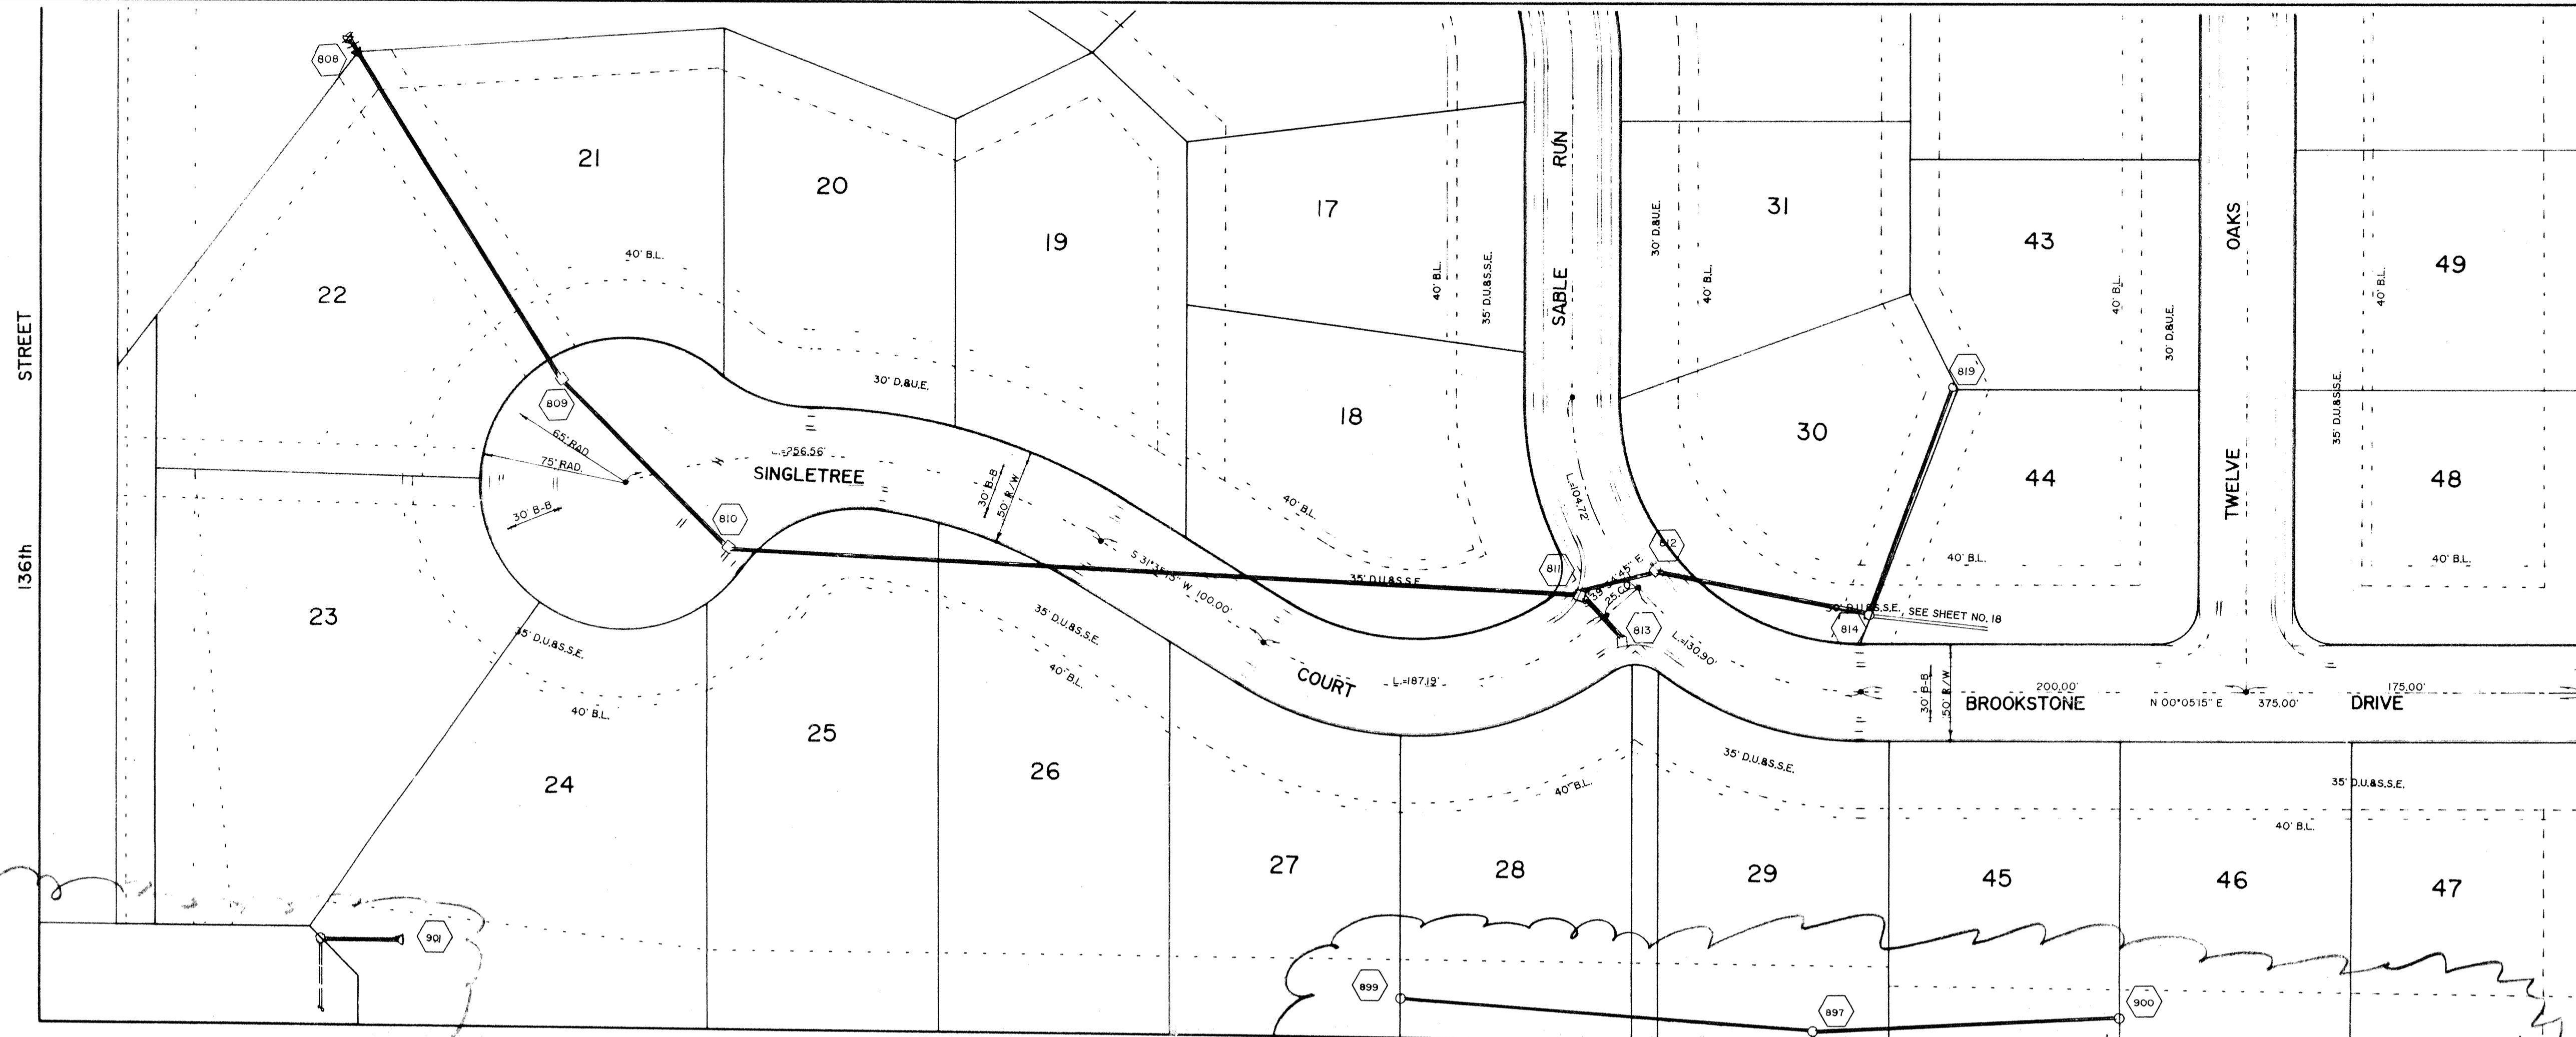 808
21
20
19
17
18
22
23
24
25
26
27
28
29
45
46
47
31
30
43
44
49
48
136th STREET
SABLE RUN
TWELVE OAKS
SINGLETREE
COURT
BROOKSTONE
DRIVE
40' B.L.
30' D.&U.E.
809
65' RAD.
75' RAD.
30' B-B
810
L.=256.56'
30' B-B
50' R/W
S 31°35'15" W 100.00'
40' B.L.
35' D.U.&S.S.E.
40' B.L.
35' D.U.&S.S.E.
30' D.&U.E.
40' B.L.
L.=104.72'
811
812
25.00'
813
814
819
35' D.U.&S.S.E.
D.U.&S.S.E., SEE SHEET NO. 18
L.=130.90'
L.=187.19'
40' B.L.
30' D.&U.E.
40' B.L.
35' D.U.&S.S.E.
40' B.L.
40' B.L.
30' B-B
50' R/W
200.00'
N 00°05'15" E
375.00'
175.00'
35' D.U.&S.S.E.
40' B.L.
35' D.U.&S.S.E.
40' B.L.
35' D.U.&S.S.E.
40' B.L.
35' D.U.&S.S.E.
40' B.L.
901
899
897
900